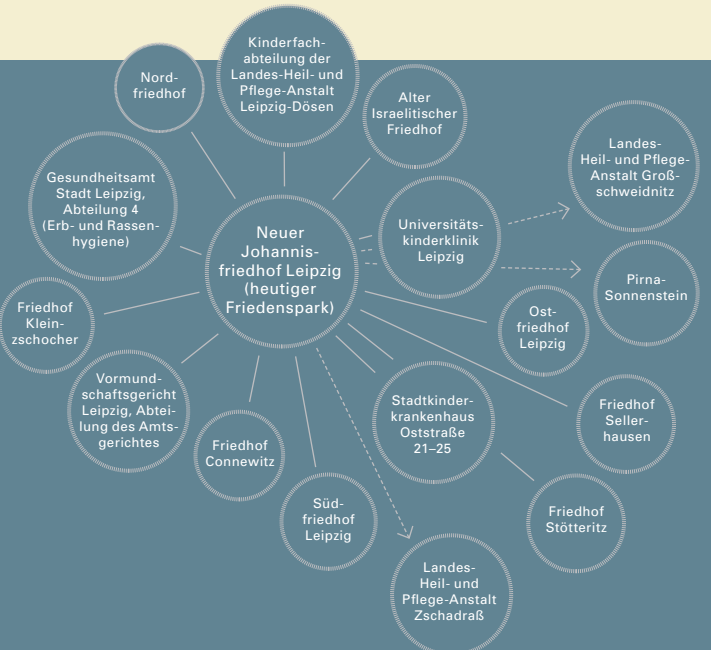 Kinderfach-
abteilung der
Landes-Heil- und
Pflege-Anstalt
Leipzig-Dösen
Nord-
friedhof
Alter
Israelitischer
Friedhof
Landes-
Heil- und Pflege-
Anstalt Groß-
schweidnitz
Gesundheitsamt
Stadt Leipzig,
Abteilung 4
(Erb- und Rassen-
hygiene)
Neuer
Johannis-
friedhof Leipzig
(heutiger
Friedenspark)
Universitäts-
kinderklinik
Leipzig
Pirna-
Sonnenstein
Friedhof
Klein-
zschocher
Ost-
friedhof
Leipzig
Vormund-
schaftsgericht
Leipzig, Abtei-
lung des Amts-
gerichtes
Stadtkinder-
krankenhaus
Oststraße
21–25
Friedhof
Seller-
hausen
Friedhof
Connewitz
Süd-
friedhof
Leipzig
Friedhof
Stötteritz
Landes-
Heil- und
Pflege-Anstalt
Zschadraß